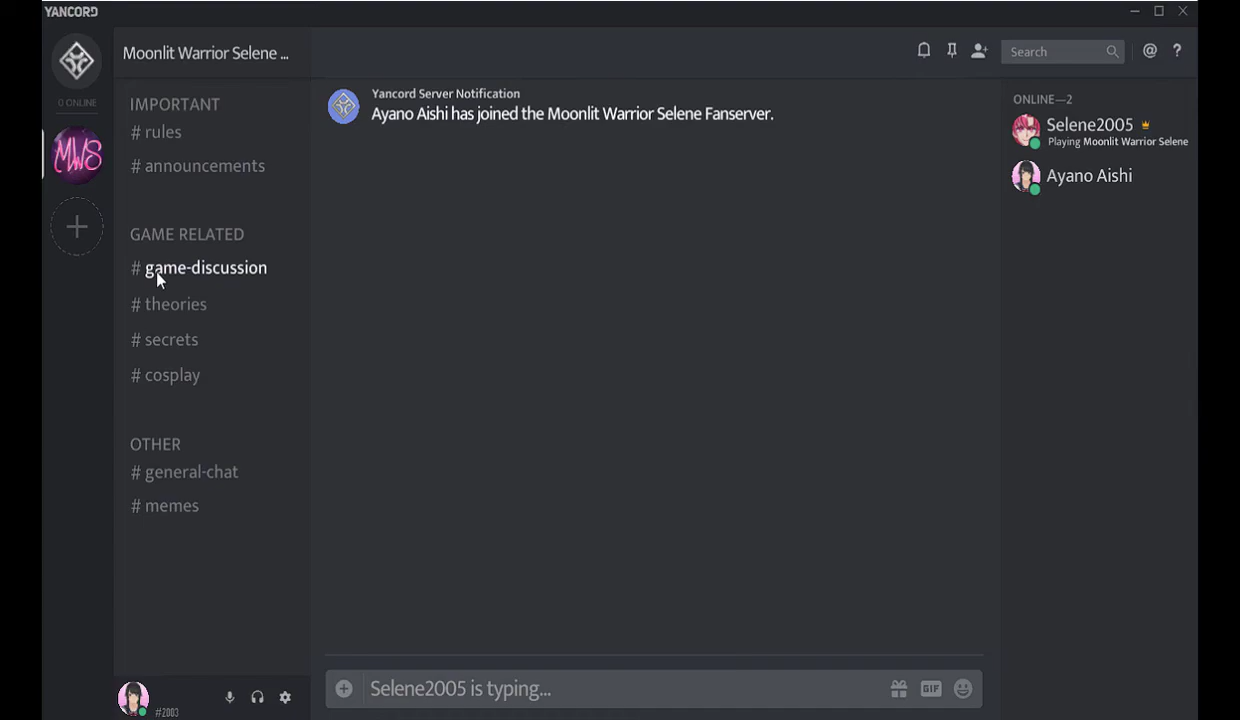 YANCORD
0 ONLINE
MWS
Moonlit Warrior Selene ...
IMPORTANT
# rules
# announcements
GAME RELATED
# game-discussion
# theories
# secrets
# cosplay
OTHER
# general-chat
# memes
#2003
Search
@ ?
Yancord Server Notification
Ayano Aishi has joined the Moonlit Warrior Selene Fanserver.
Selene2005 is typing...
GIF
ONLINE—2
Selene2005
Playing Moonlit Warrior Selene
Ayano Aishi